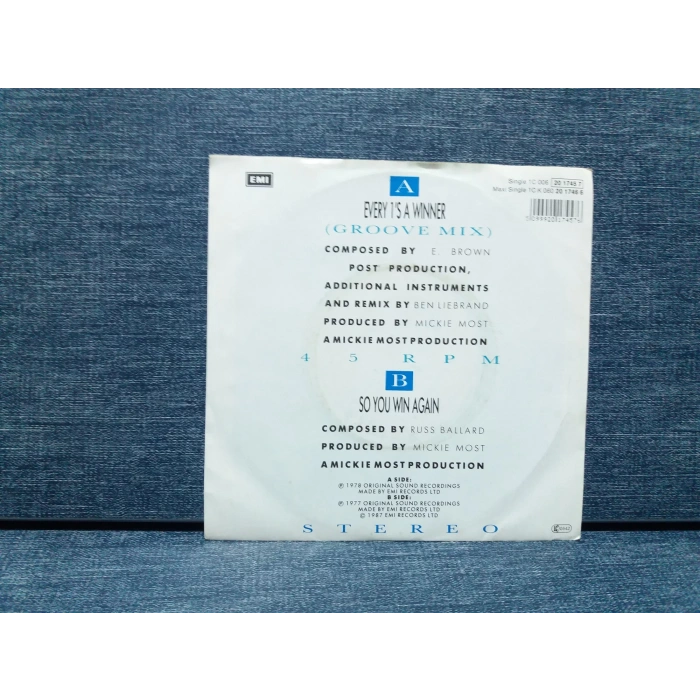 EMI
Single 1C 006 20 1745 7
Maxi Single 1C K 060 20 1746 6
A
EVERY 1'S A WINNER
(GROOVE MIX)
COMPOSED BY E. BROWN
POST PRODUCTION,
ADDITIONAL INSTRUMENTS
AND REMIX BY BEN LIEBRAND
PRODUCED BY MICKIE MOST
A MICKIE MOST PRODUCTION
45 RPM
B
SO YOU WIN AGAIN
COMPOSED BY RUSS BALLARD
PRODUCED BY MICKIE MOST
A MICKIE MOST PRODUCTION
A SIDE:
℗ 1978 ORIGINAL SOUND RECORDINGS
MADE BY EMI RECORDS LTD
B SIDE:
℗ 1977 ORIGINAL SOUND RECORDINGS
MADE BY EMI RECORDS LTD
© 1987 EMI RECORDS LTD
STEREO